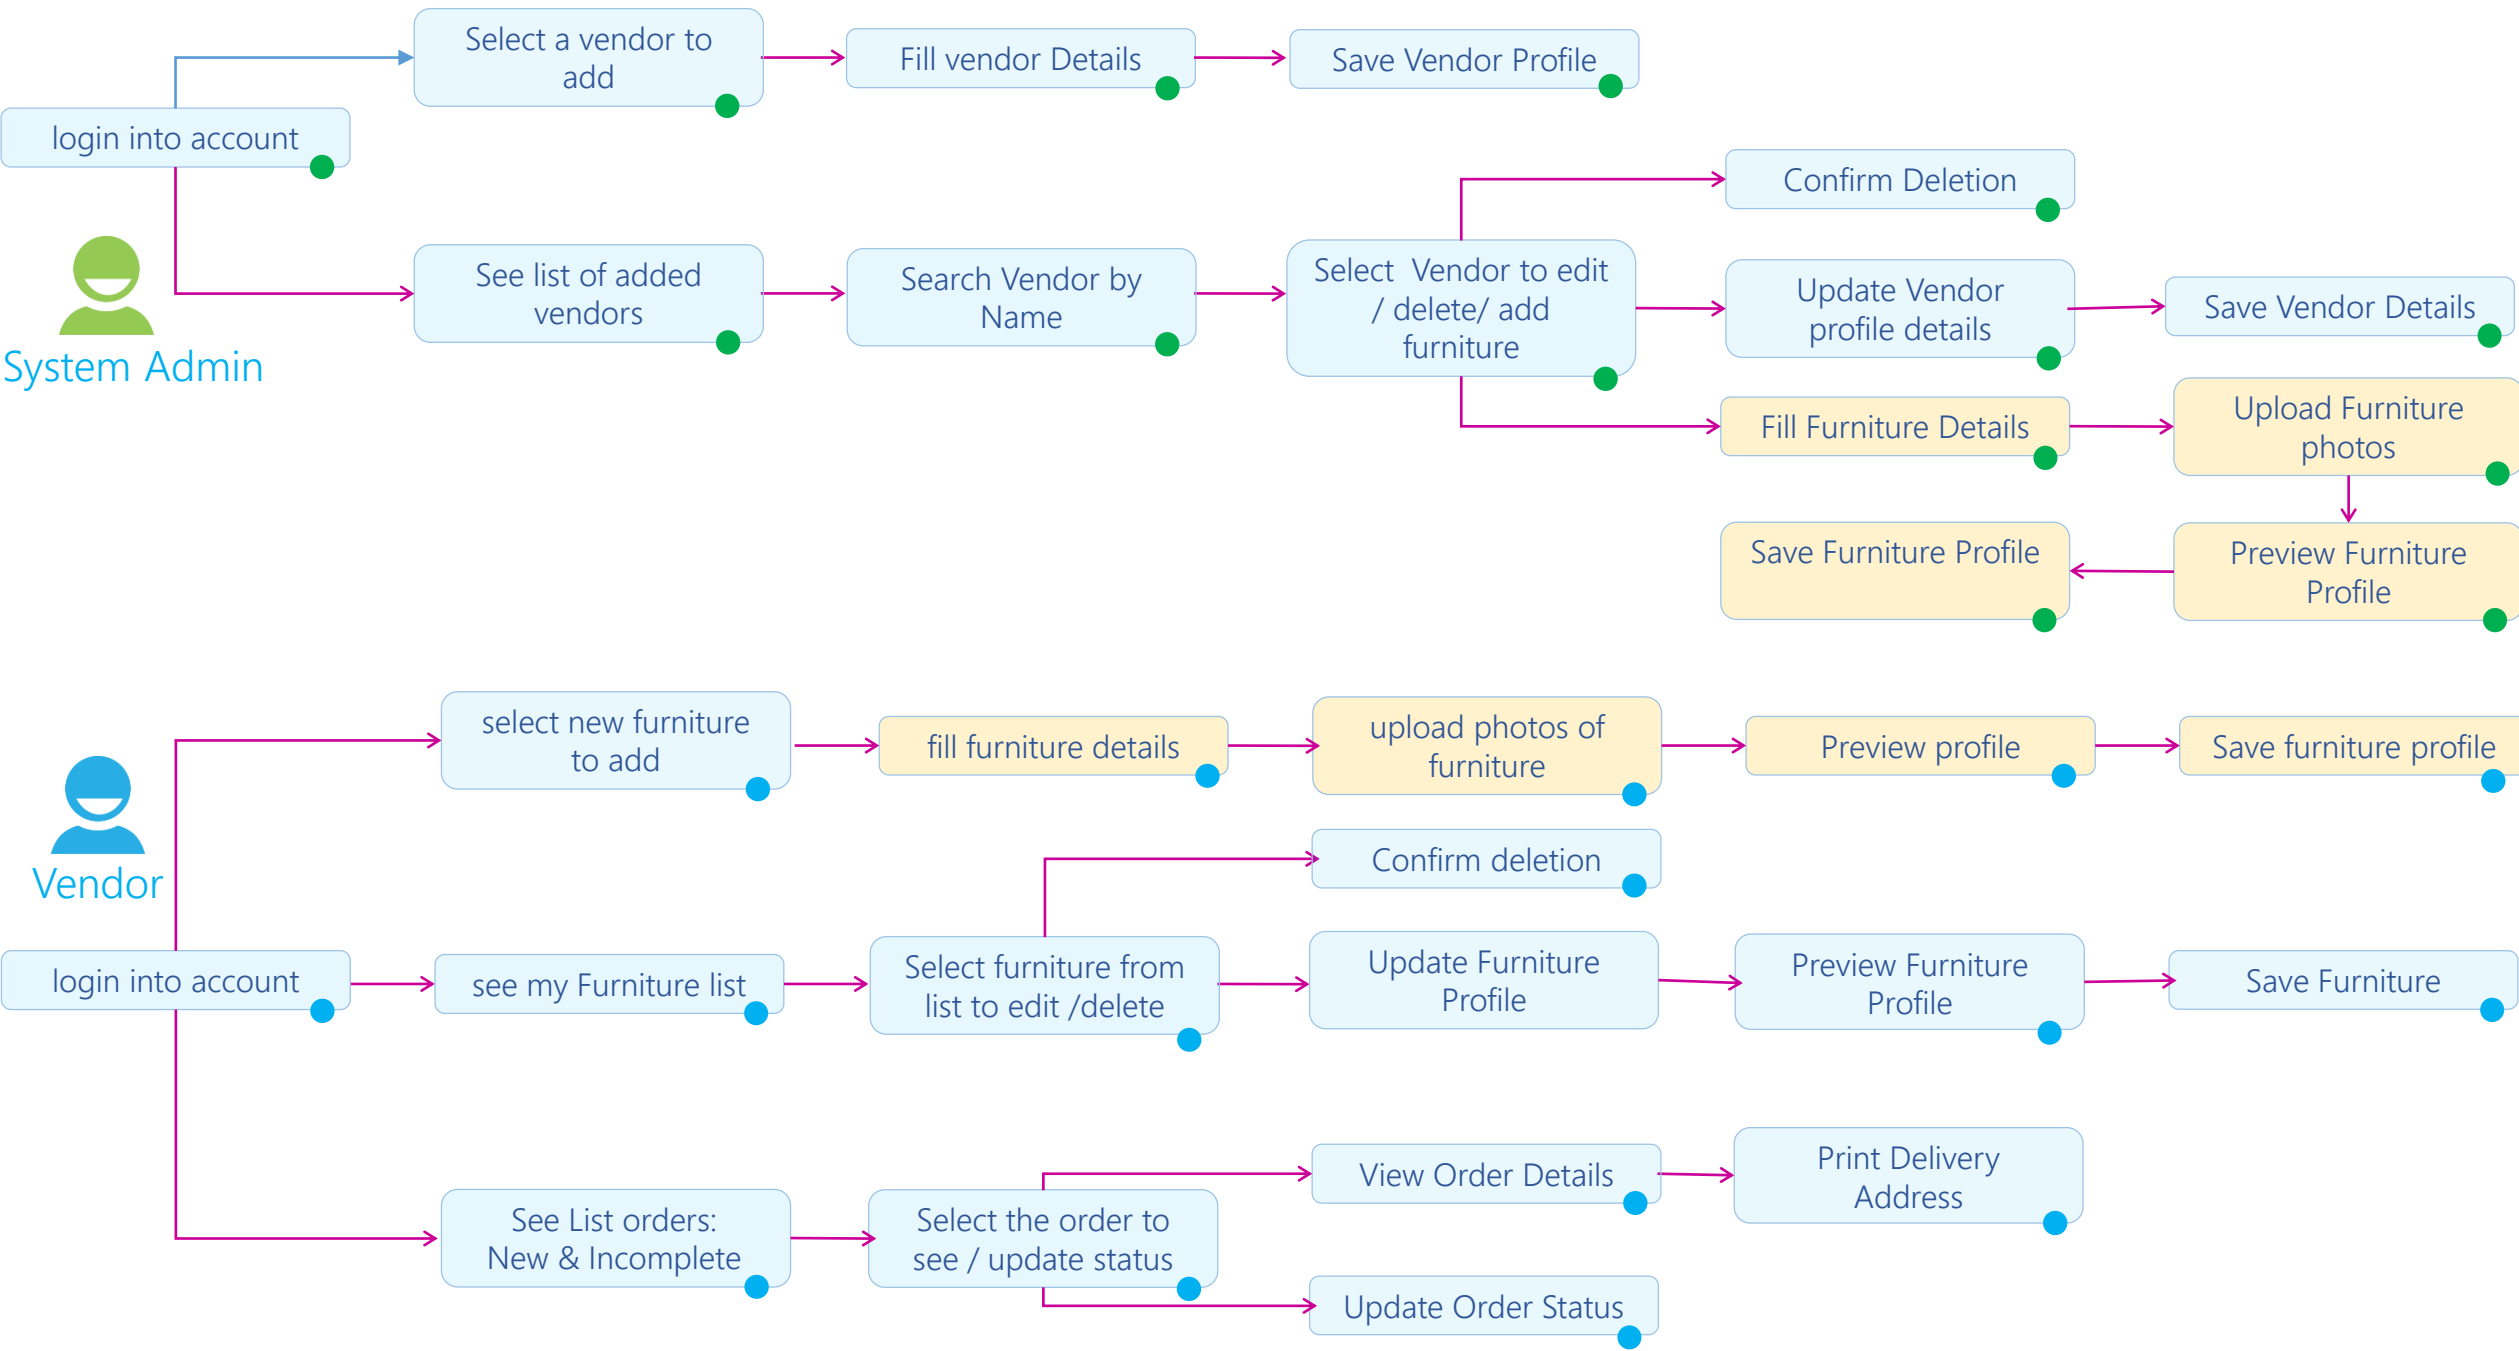 Select a vendor to
add
Fill vendor Details
Save Vendor Profile
login into account
Confirm Deletion
See list of added
vendors
Search Vendor by
Name
Select  Vendor to edit
/ delete/ add
furniture
Update Vendor
profile details
Save Vendor Details
System Admin
Fill Furniture Details
Upload Furniture
photos
Save Furniture Profile
Preview Furniture
Profile
select new furniture
to add
fill furniture details
upload photos of
furniture
Preview profile
Save furniture profile
Vendor
Confirm deletion
login into account
see my Furniture list
Select furniture from
list to edit /delete
Update Furniture
Profile
Preview Furniture
Profile
Save Furniture
See List orders:
New & Incomplete
Select the order to
see / update status
View Order Details
Print Delivery
Address
Update Order Status